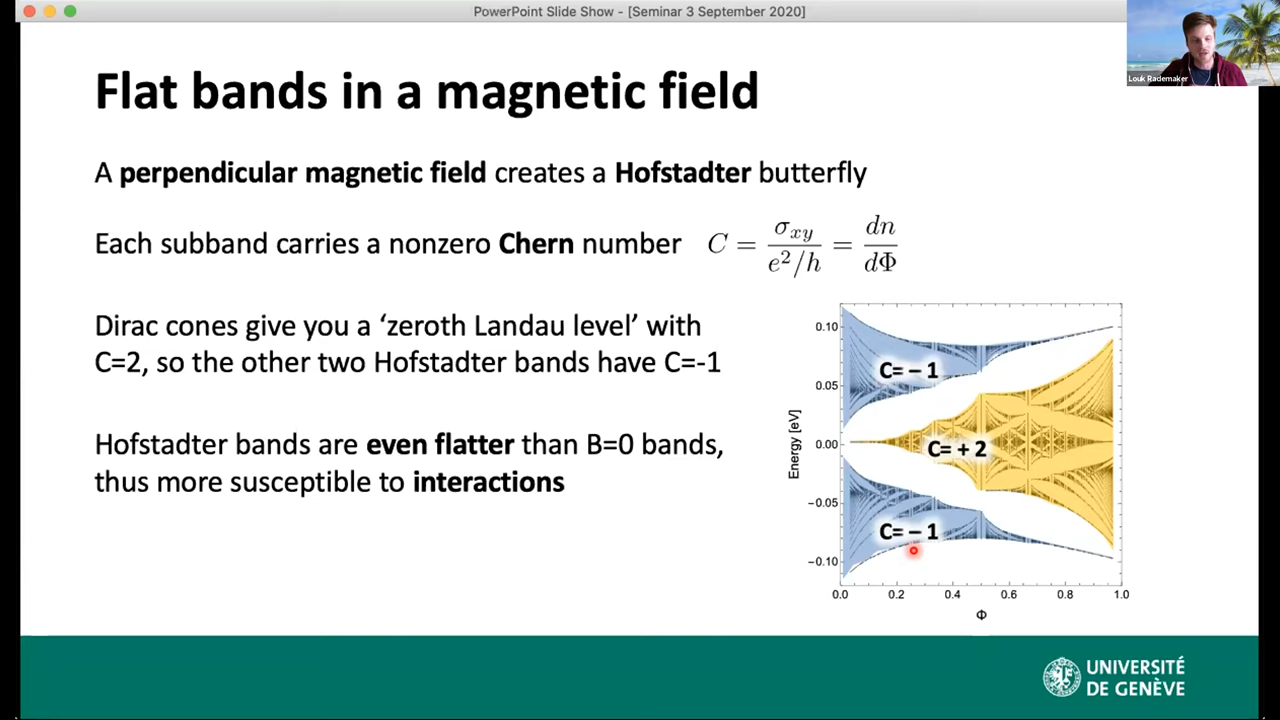 PowerPoint Slide Show - [Seminar 3 September 2020]
Louk Rademaker
Flat bands in a magnetic field
A perpendicular magnetic field creates a Hofstadter butterfly
Each subband carries a nonzero Chern number C = σxy / (e²/h) = dn / dΦ
Dirac cones give you a ‘zeroth Landau level’ with
C=2, so the other two Hofstadter bands have C=-1
Hofstadter bands are even flatter than B=0 bands,
thus more susceptible to interactions
Energy [eV]
0.10
0.05
0.00
−0.05
−0.10
C= – 1
C= + 2
C= – 1
0.0 0.2 0.4 0.6 0.8 1.0
Φ
UNIVERSITÉ
DE GENÈVE